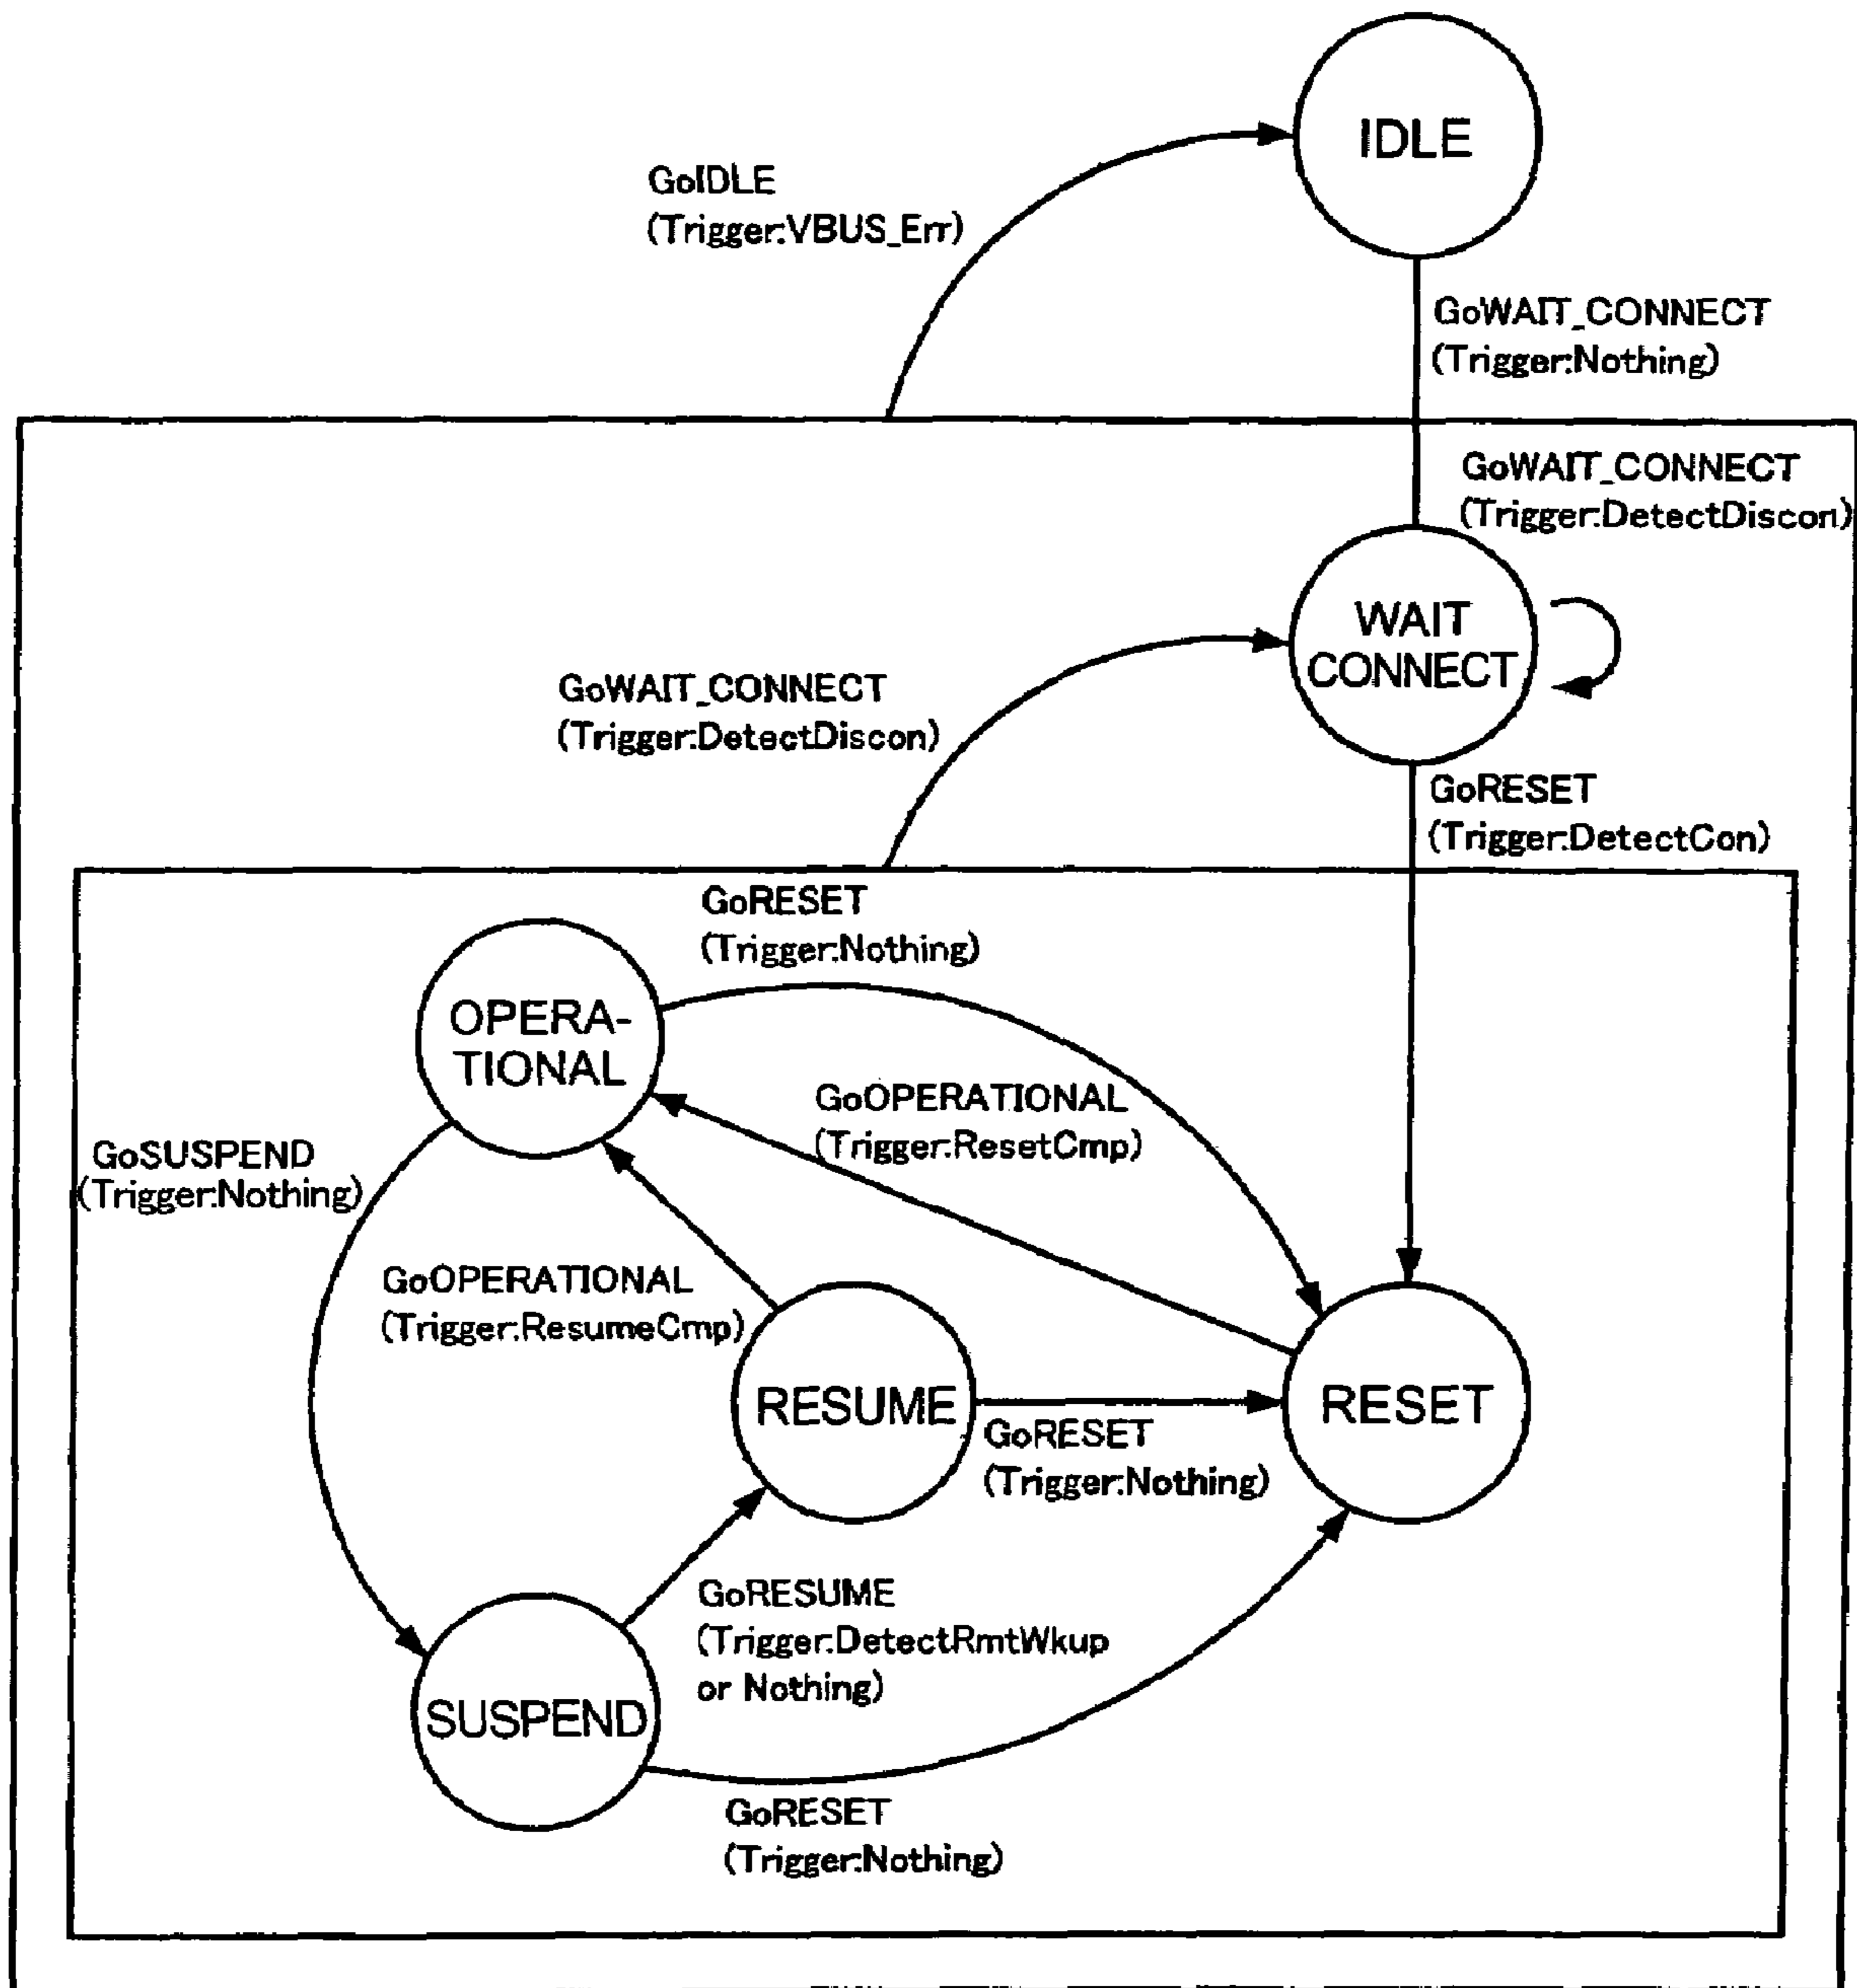 IDLE
GoIDLE
(Trigger:VBUS_Err)
GoWAIT_CONNECT
(Trigger:Nothing)
GoWAIT_CONNECT
(Trigger:DetectDiscon)
WAIT
CONNECT
GoWAIT_CONNECT
(Trigger:DetectDiscon)
GoRESET
(Trigger:DetectCon)
GoRESET
(Trigger:Nothing)
OPERA-
TIONAL
GoOPERATIONAL
(Trigger:ResetCmp)
GoSUSPEND
(Trigger:Nothing)
GoOPERATIONAL
(Trigger:ResumeCmp)
RESUME
RESET
GoRESET
(Trigger:Nothing)
GoRESUME
(Trigger:DetectRmtWkup
or Nothing)
SUSPEND
GoRESET
(Trigger:Nothing)